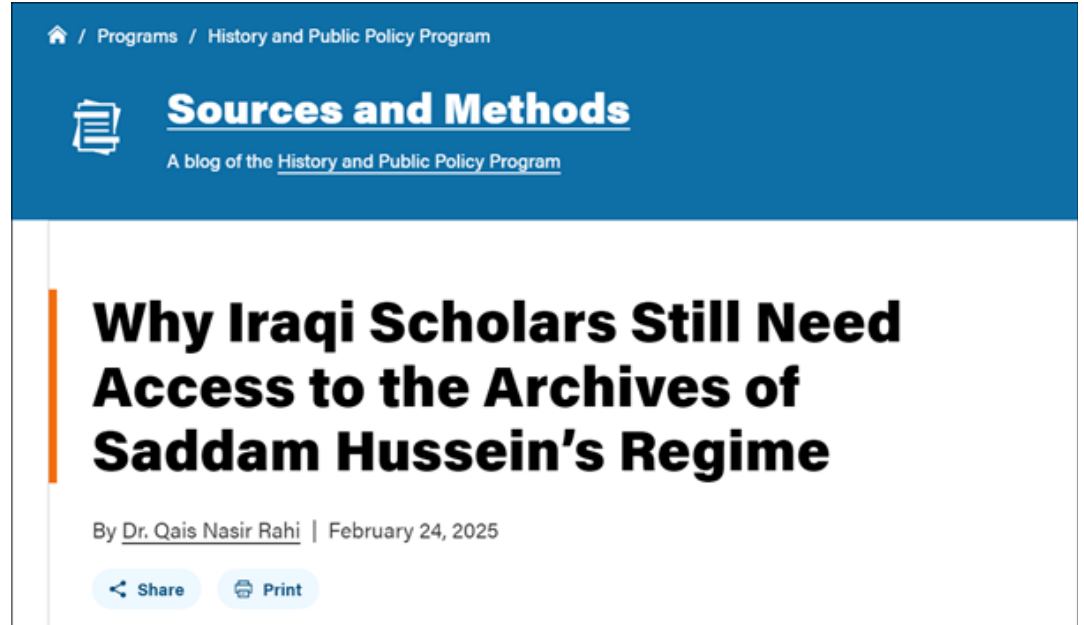 / Programs / History and Public Policy Program
Sources and Methods
A blog of the History and Public Policy Program
Why Iraqi Scholars Still Need
Access to the Archives of
Saddam Hussein’s Regime
By Dr. Qais Nasir Rahi | February 24, 2025
Share Print